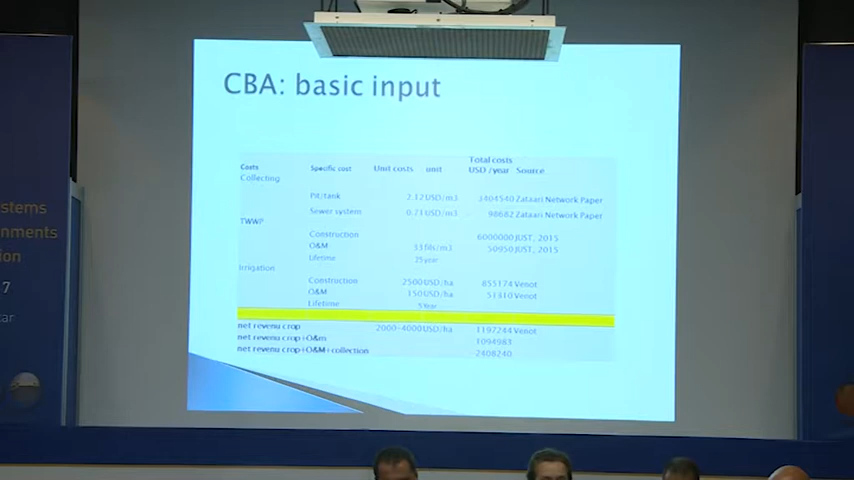 CBA: basic input
Costs Specific cost Unit costs unit Total costs USD /year Source
Collecting
Pit/tank 2.12 USD/m3 3404540 Zataari Network Paper
Sewer system 0.73 USD/m3 98682 Zataari Network Paper
TWWP
Construction 6000000 JUST, 2015
O&M 33 fils/m3 50950 JUST, 2015
Lifetime 25 year
Irrigation
Construction 2500 USD/ha 855174 Venot
O&M 150 USD/ha 51310 Venot
Lifetime 5 Year
net revenu crop 2000-4000 USD/ha 1197244 Venot
net revenu crop+O&m 1094983
net revenu crop+O&M+collection -2408240
stems
nments
ion
7
tar